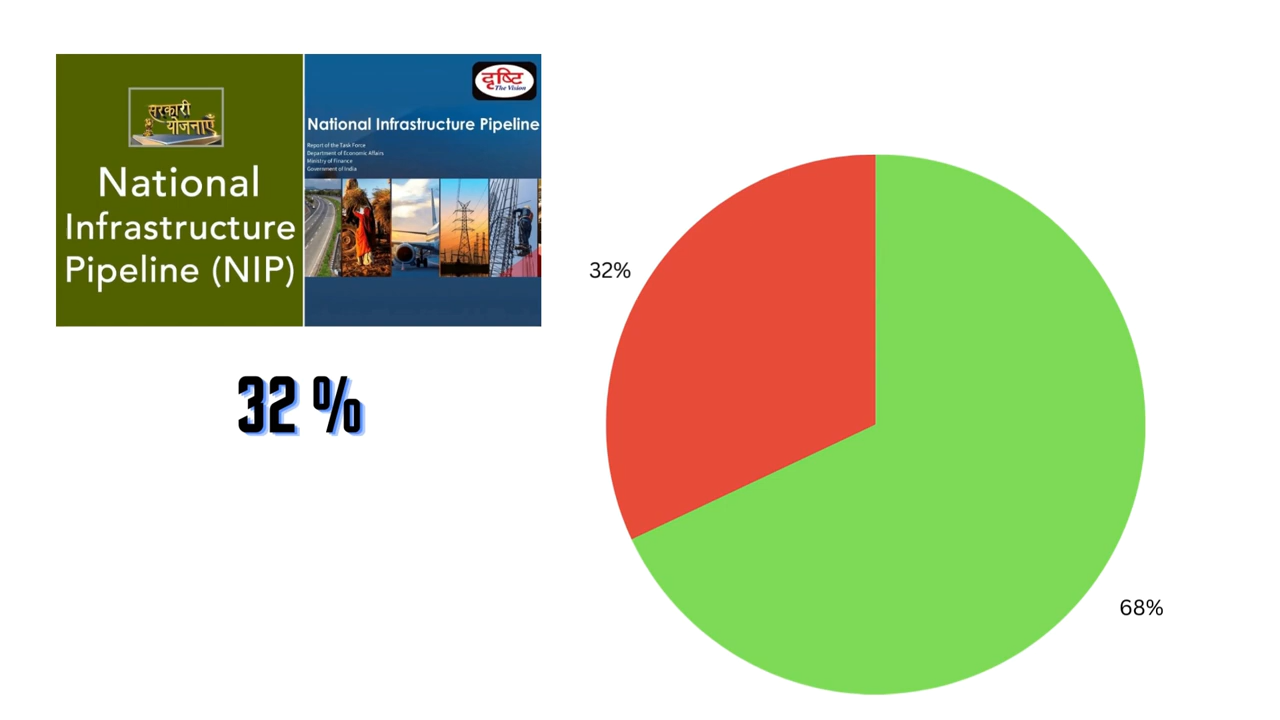 सरकारी
योजनाएँ
National
Infrastructure
Pipeline (NIP)
दृष्टि
The Vision
National Infrastructure Pipeline
Report of the Task Force
Department of Economic Affairs
Ministry of Finance
Government of India
32 %
32%
68%